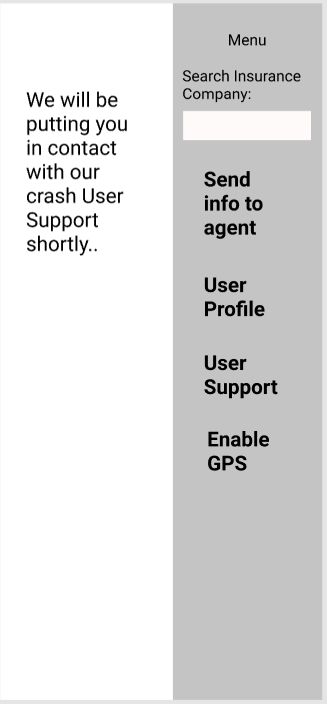 We will be
putting you
in contact
with our
crash User
Support
shortly..
Menu
Search Insurance
Company:
Send
info to
agent
User
Profile
User
Support
Enable
GPS